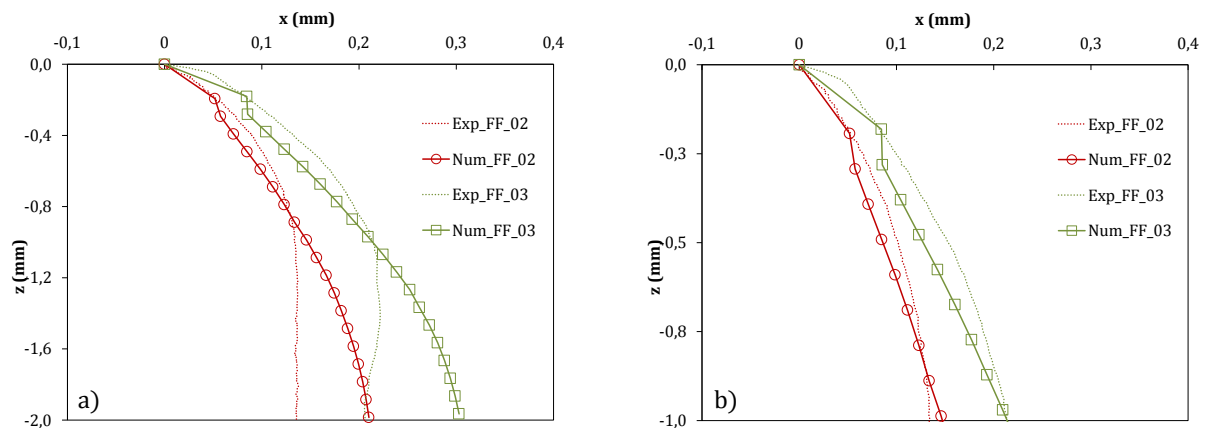 x (mm)
-0,1 0 0,1 0,2 0,3 0,4
0,0
-0,4
-0,8
-1,2
-1,6
-2,0
z (mm)
Exp_FF_02
Num_FF_02
Exp_FF_03
Num_FF_03
a)
x (mm)
-0,1 0 0,1 0,2 0,3 0,4
0,0
-0,3
-0,5
-0,8
-1,0
z (mm)
Exp_FF_02
Num_FF_02
Exp_FF_03
Num_FF_03
b)